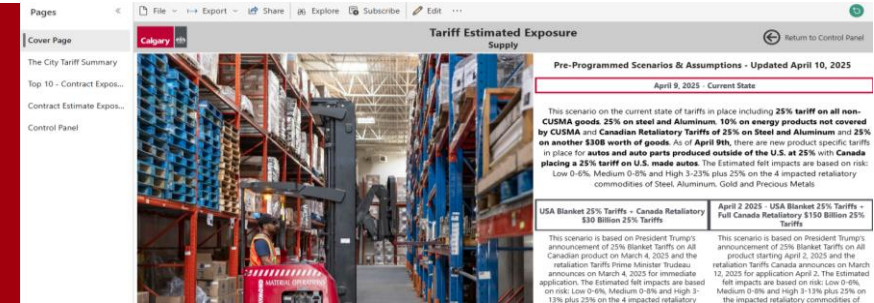 Pages
File
Export
Share
Explore
Subscribe
Edit
Cover Page
The City Tariff Summary
Top 10 - Contract Expos...
Contract Estimate Expos...
Control Panel
Calgary
Tariff Estimated Exposure
Supply
Return to Control Panel
MATERIAL
Pre-Programmed Scenarios & Assumptions - Updated April 10, 2025
April 9, 2025 - Current State
This scenario on the current state of tariffs in place including 25% tariff on all non-
CUSMA goods, 25% on steel and Aluminum, 10% on energy products not covered
by CUSMA and Canadian Retaliatory Tariffs of 25% on Steel and Aluminum and 25%
on another $30B worth of goods. As of April 9th, there are new product specific tariffs
in place for autos and auto parts produced outside of the U.S. at 25% with Canada
placing a 25% tariff on U.S. made autos. The Estimated felt impacts are based on risk:
Low 0-6%, Medium 0-8% and High 3-23% plus 25% on the 4 impacted retaliatory
commodities of Steel, Aluminum, Gold and Precious Metals
USA Blanket 25% Tariffs + Canada Retaliatory
$30 Billion 25% Tariffs
This scenario is based on President Trump's
announcement of 25% Blanket Tariffs on All
Canadian product on March 4, 2025 and the
retaliation Tariffs Prime Minister Trudeau
announces on March 4, 2025 for immediate
application. The Estimated felt impacts are based
on risk: Low 0-6%, Medium 0-8% and High 3-
13% plus 25% on the 4 impacted retaliatory
April 2 2025 - USA Blanket 25% Tariffs +
Full Canada Retaliatory $150 Billion 25%
Tariffs
This scenario is based on President Trump's
announcement of 25% Blanket Tariffs on All
product starting April 2, 2025 and the
retaliation Tariffs Canada announces on March
12, 2025 for application April 2. The Estimated
felt impacts are based on risk: Low 0-6%,
Medium 0-8% and High 3-13% plus 25% on
the impacted retaliatory commodities of